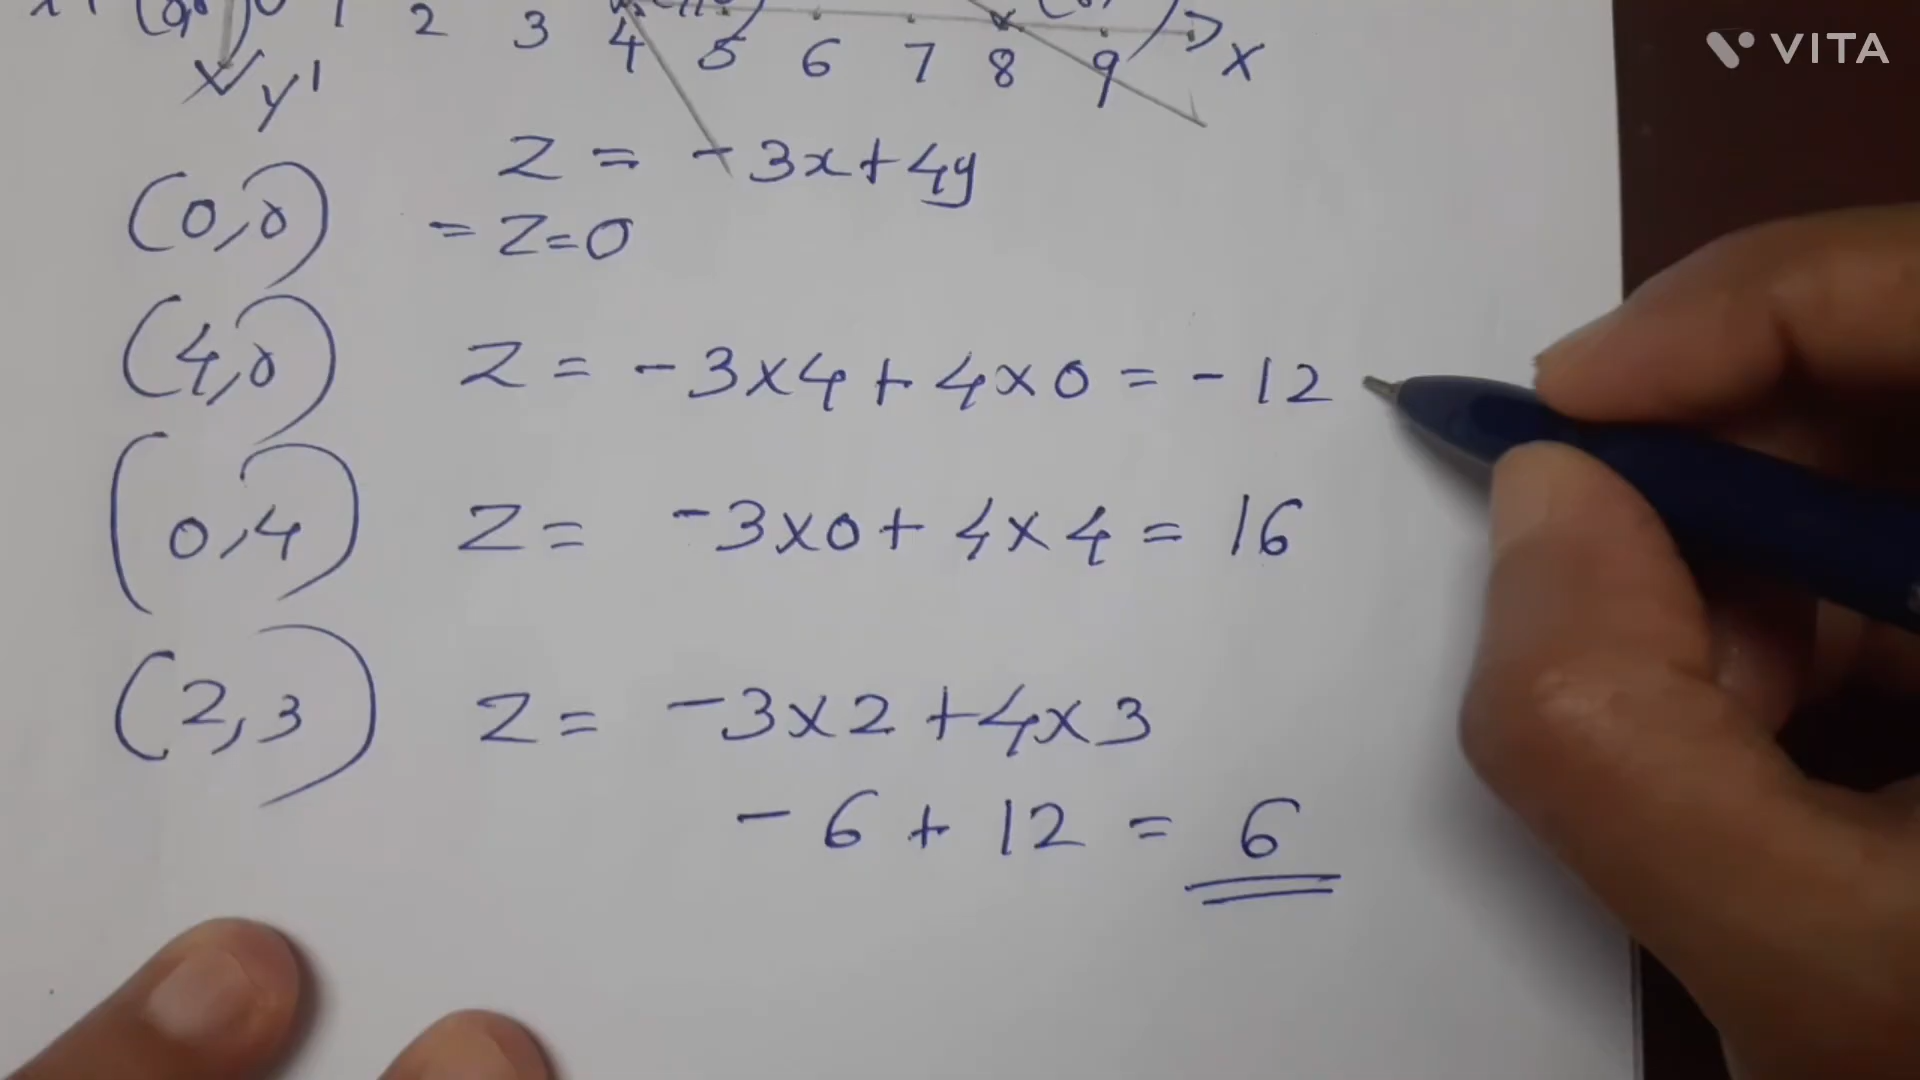 VITA
1 2 3 4 5 6 7 8 9 X
y'
Z = -3x+4y
(0,0) = Z=0
(4,0) Z = -3×4+4×0 = -12
(0,4) Z = -3×0+4×4 = 16
(2,3) Z = -3×2+4×3
-6+12 = 6